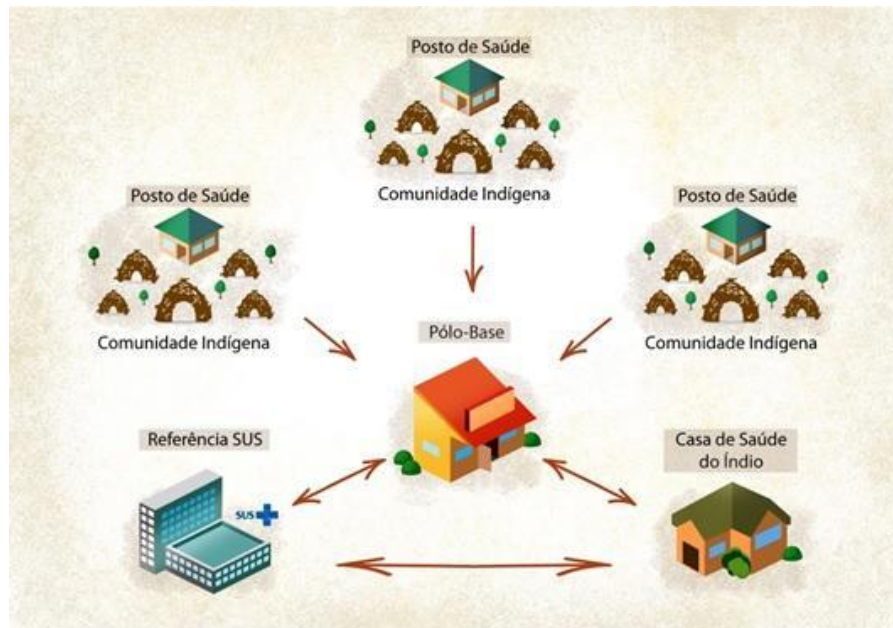 Posto de Saúde
Comunidade Indígena
Posto de Saúde
Comunidade Indígena
Posto de Saúde
Comunidade Indígena
Pólo-Base
Referência SUS
SUS
Casa de Saúde
do Índio